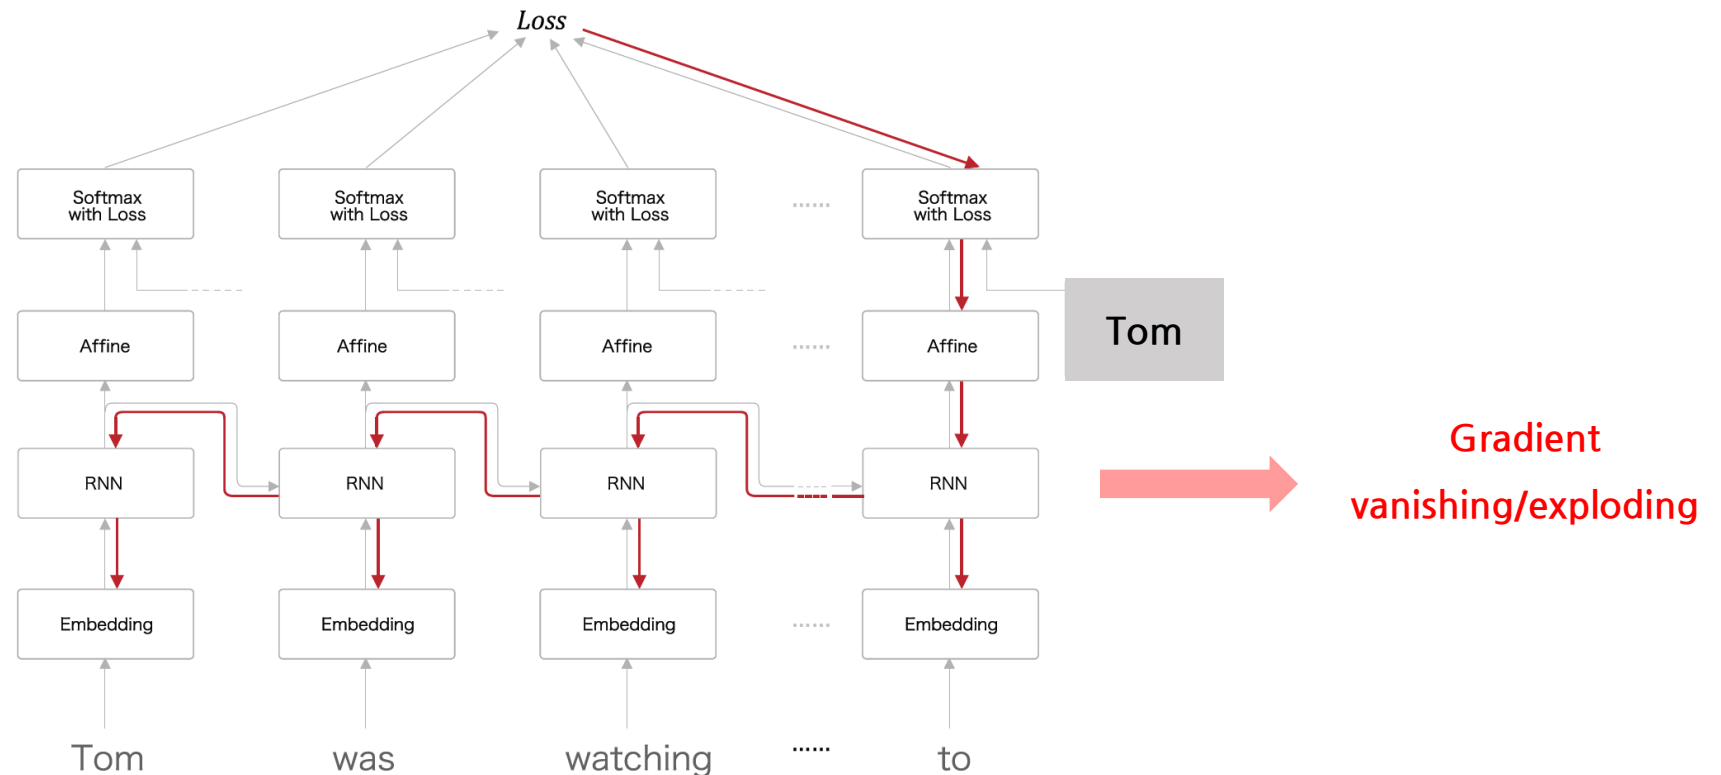 Loss
Softmax
with Loss
Softmax
with Loss
Softmax
with Loss
......
Softmax
with Loss
Affine
Affine
Affine
......
Affine
Tom
RNN
RNN
RNN
RNN
Gradient
vanishing/exploding
Embedding
Embedding
Embedding
......
Embedding
Tom
was
watching
......
to